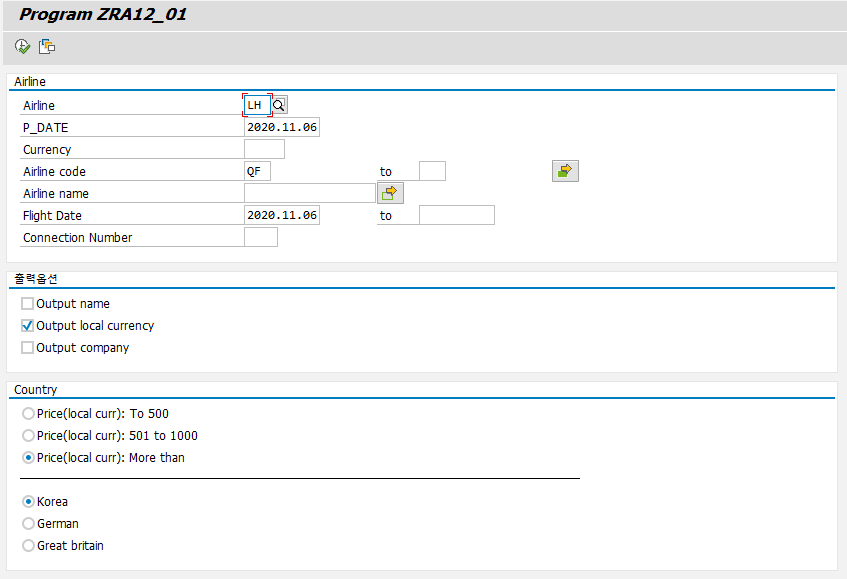 Program ZRA12_01
Airline
Airline LH
P_DATE 2020.11.06
Currency
Airline code QF to
Airline name
Flight Date 2020.11.06 to
Connection Number
출력옵션
Output name
Output local currency
Output company
Country
Price(local curr): To 500
Price(local curr): 501 to 1000
Price(local curr): More than
Korea
German
Great britain